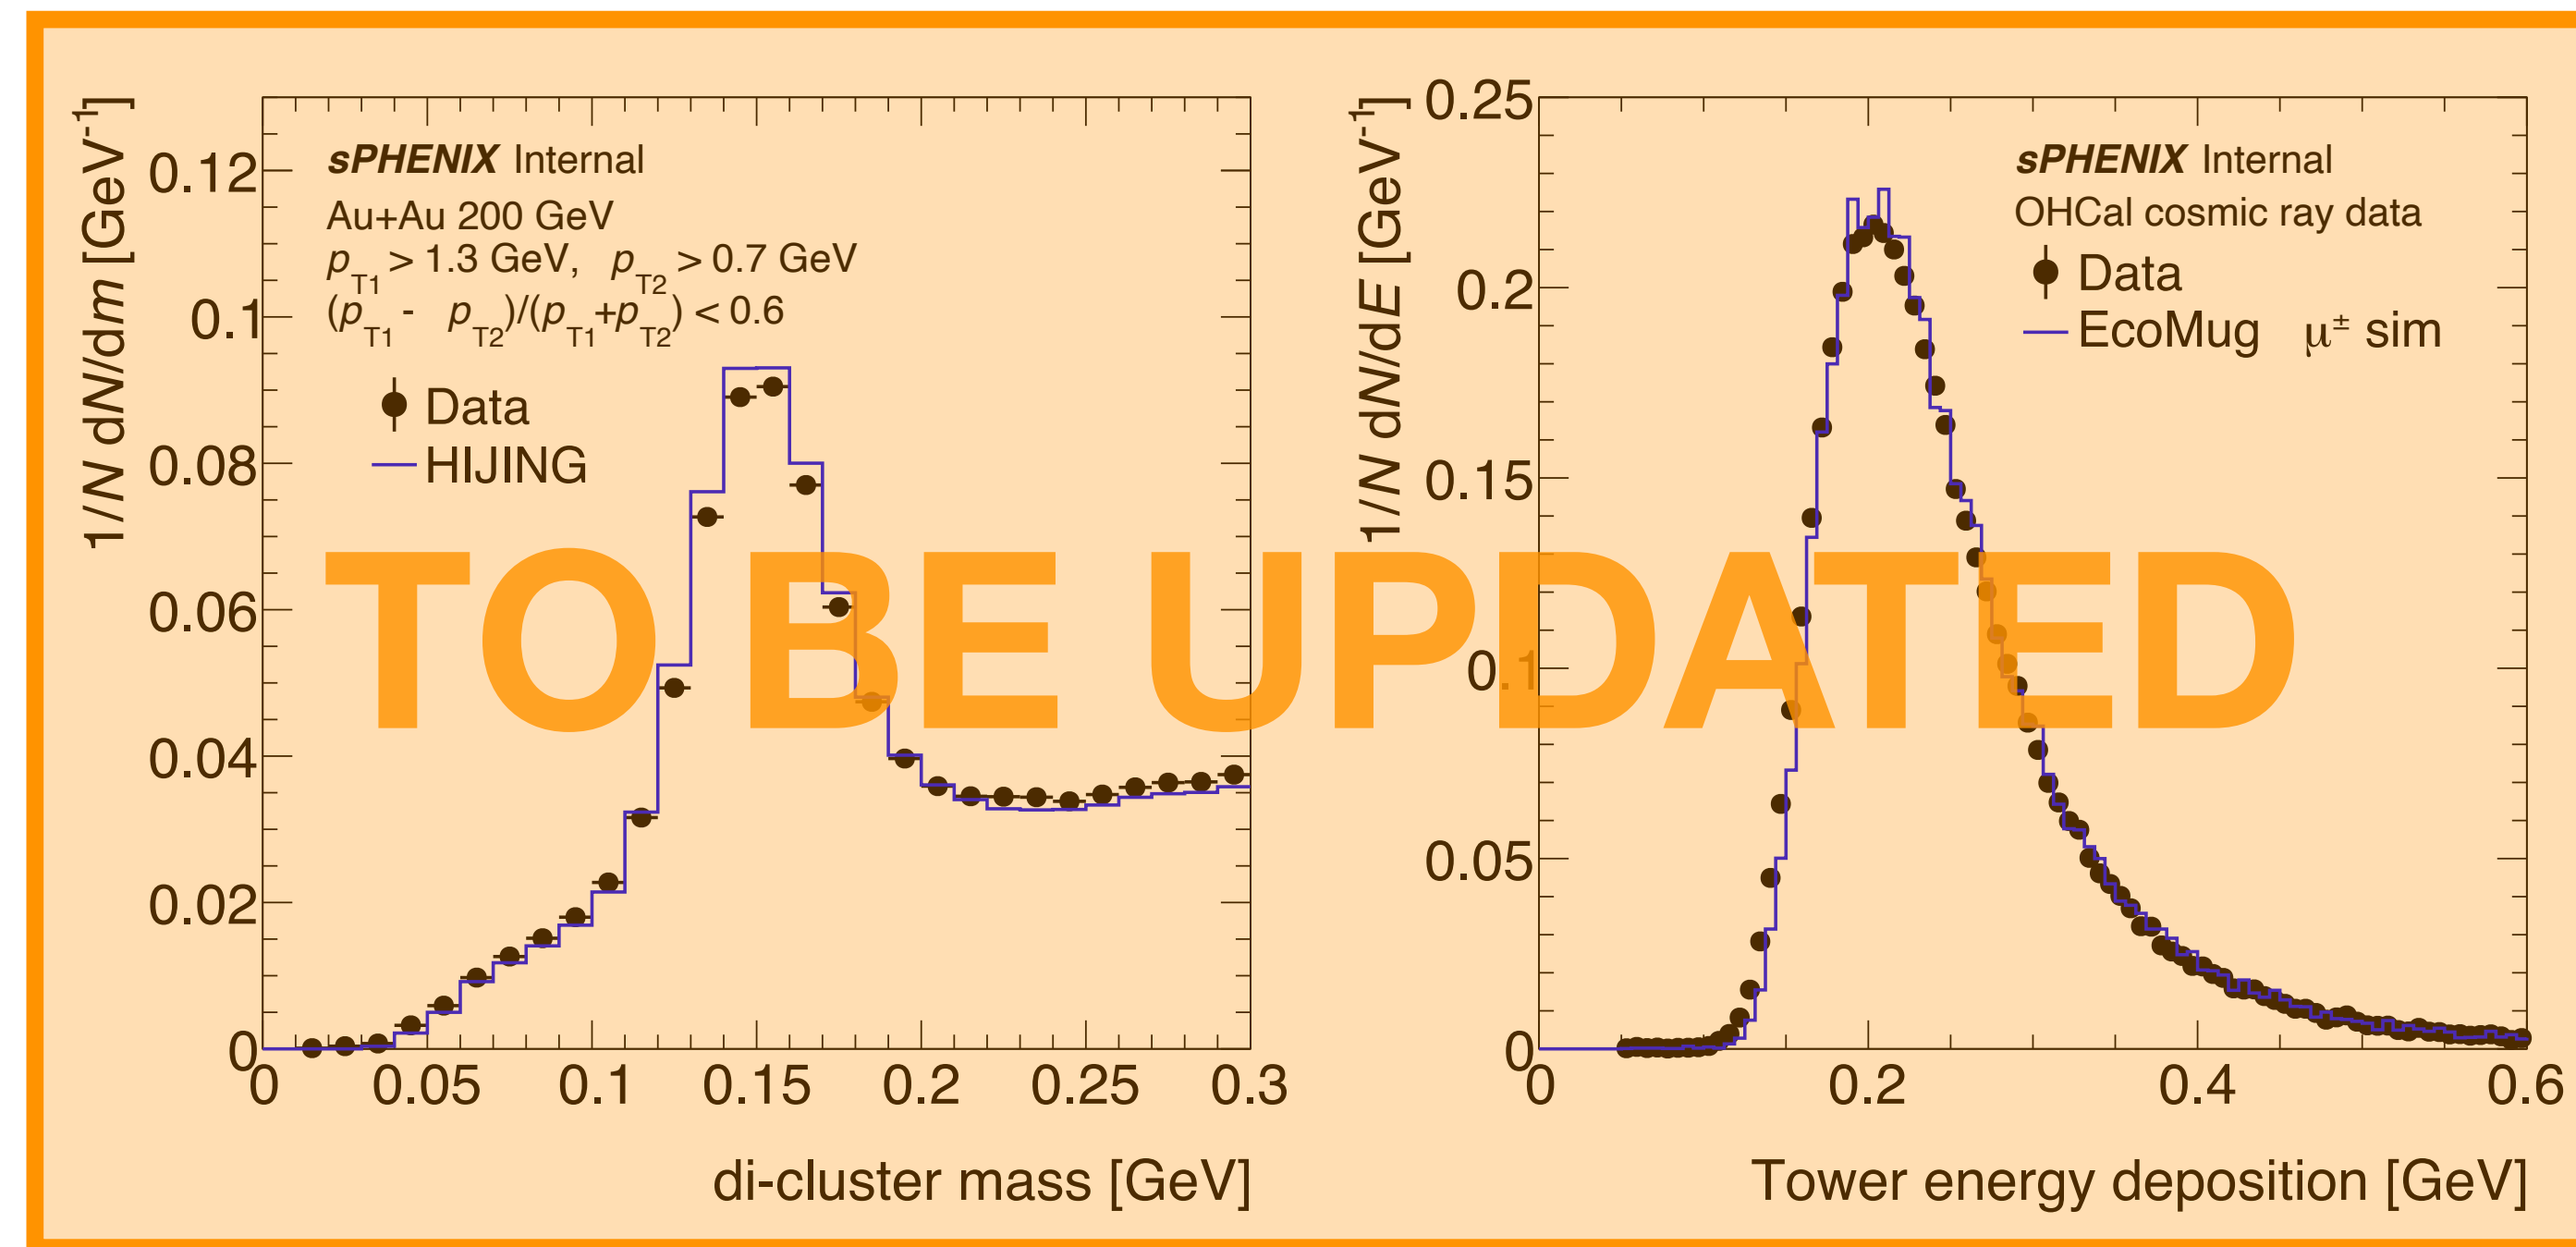 1/N dN/dm [GeV-1]
0.12
0.1
0.08
0.06
0.04
0.02
0
sPHENIX Internal
Au+Au 200 GeV
pT1 > 1.3 GeV, pT2 > 0.7 GeV
(pT1 - pT2)/(pT1+pT2) < 0.6
Data
HIJING
0 0.05 0.1 0.15 0.2 0.25 0.3
di-cluster mass [GeV]
1/N dN/dE [GeV-1]
0.25
0.2
0.15
0.1
0.05
0
sPHENIX Internal
OHCal cosmic ray data
Data
EcoMug μ± sim
0 0.2 0.4 0.6
Tower energy deposition [GeV]
TO BE UPDATED